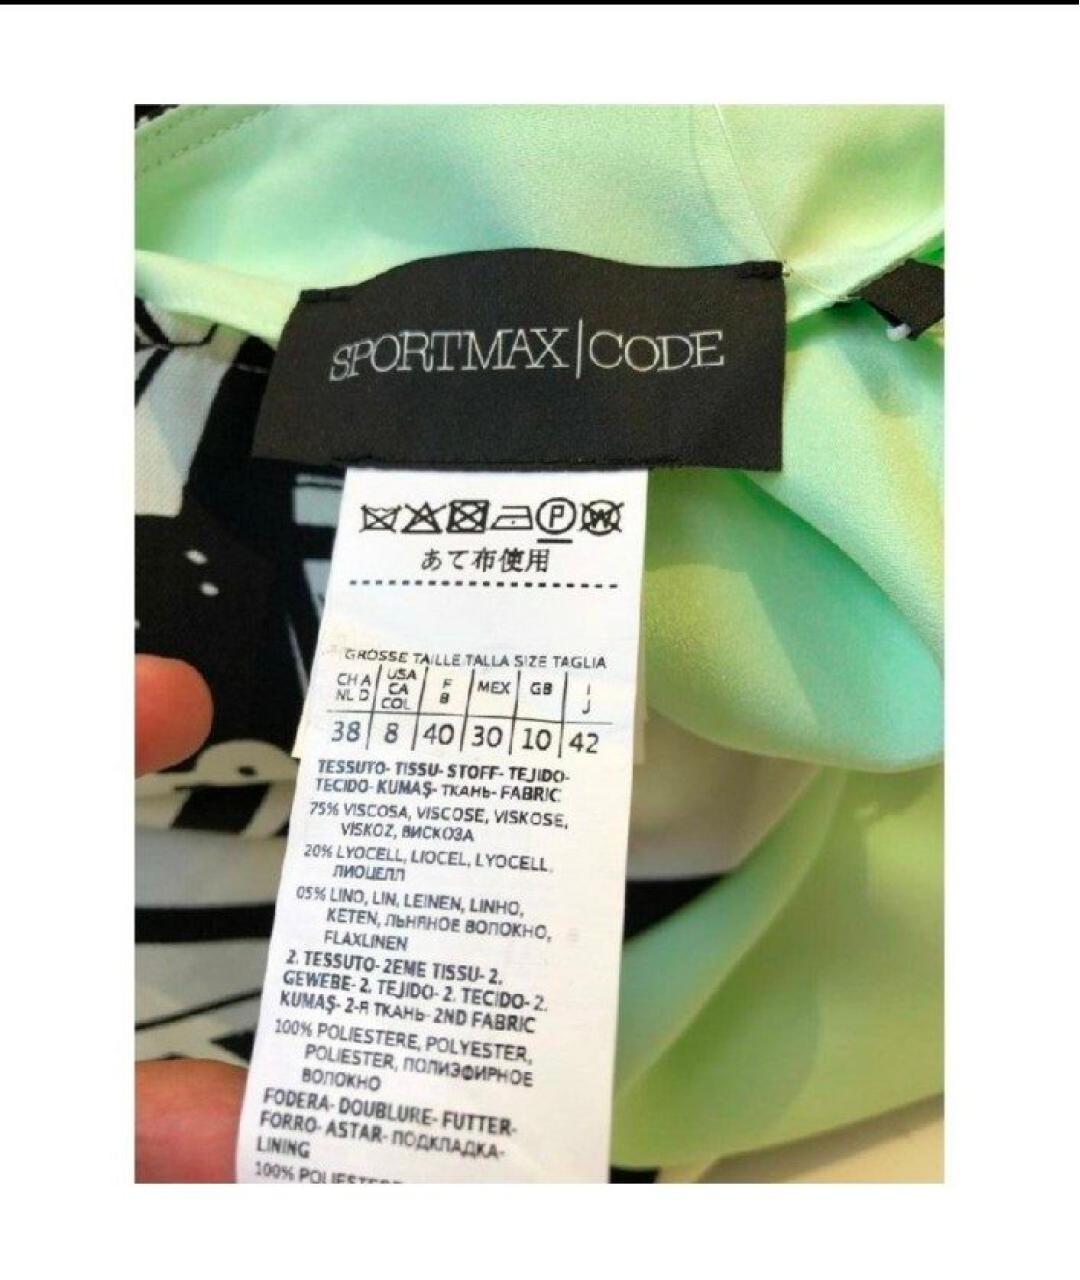 SPORTMAX|CODE
P W
あて布使用
GROSSE TAILLE TALLA SIZE TAGLIA
CH A NL D USA CA COL F B MEX GB I J
38 8 40 30 10 42
TESSUTO- TISSU- STOFF- TEJIDO-
TECIDO- KUMAŞ- ТКАНЬ- FABRIC
75% VISCOSA, VISCOSE, VISKOSE,
VISKOZ, ВИСКОЗА
20% LYOCELL, LIOCEL, LYOCELL,
ЛИОЦЕЛЛ
05% LINO, LIN, LEINEN, LINHO,
KETEN, ЛЬНЯНОЕ ВОЛОКНО,
FLAXLINEN
2. TESSUTO- 2EME TISSU- 2.
GEWEBE- 2. TEJIDO- 2. TECIDO- 2.
KUMAŞ- 2-Я ТКАНЬ- 2ND FABRIC
100% POLIESTERE, POLYESTER,
POLIESTER, ПОЛИЭФИРНОЕ
ВОЛОКНО
FODERA- DOUBLURE- FUTTER-
FORRO- ASTAR- ПОДКЛАДКА-
LINING
100%